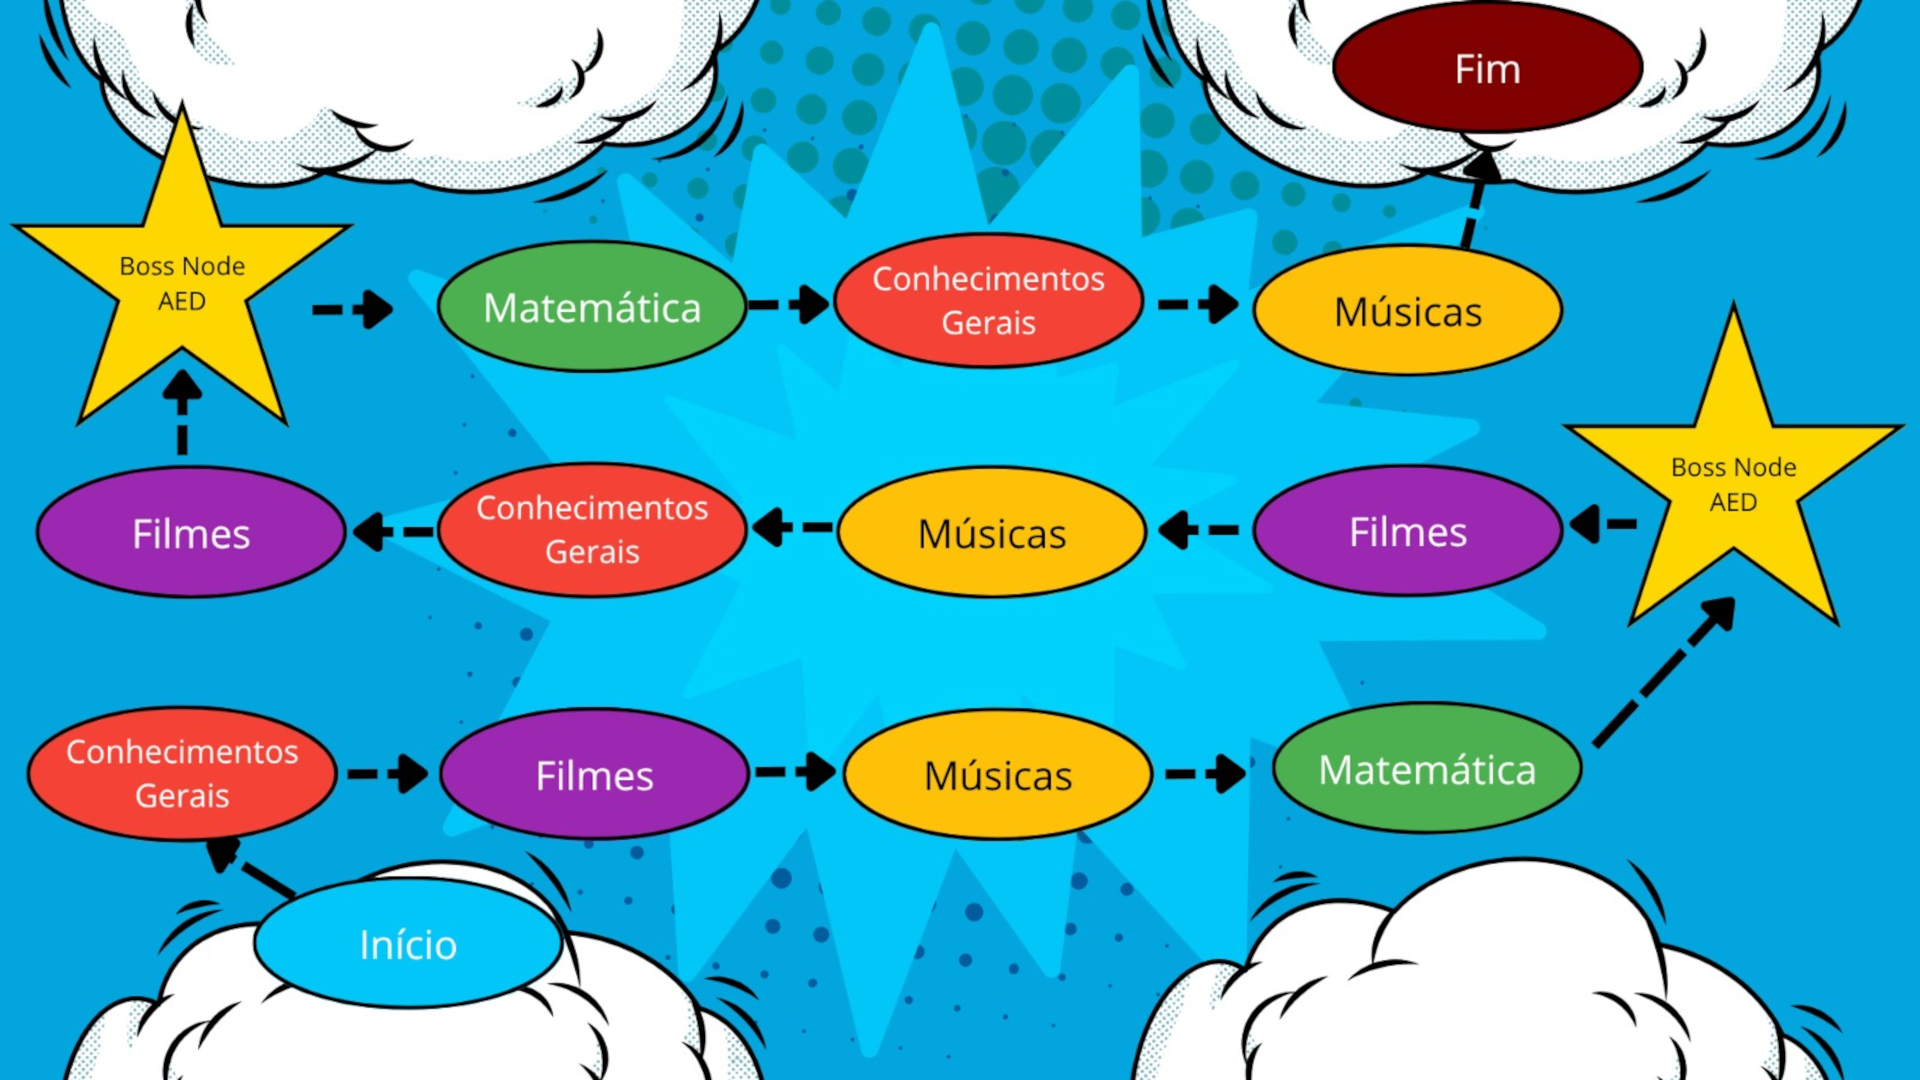 Fim
Boss Node
AED
Matemática
Conhecimentos
Gerais
Músicas
Filmes
Conhecimentos
Gerais
Músicas
Filmes
Boss Node
AED
Conhecimentos
Gerais
Filmes
Músicas
Matemática
Início